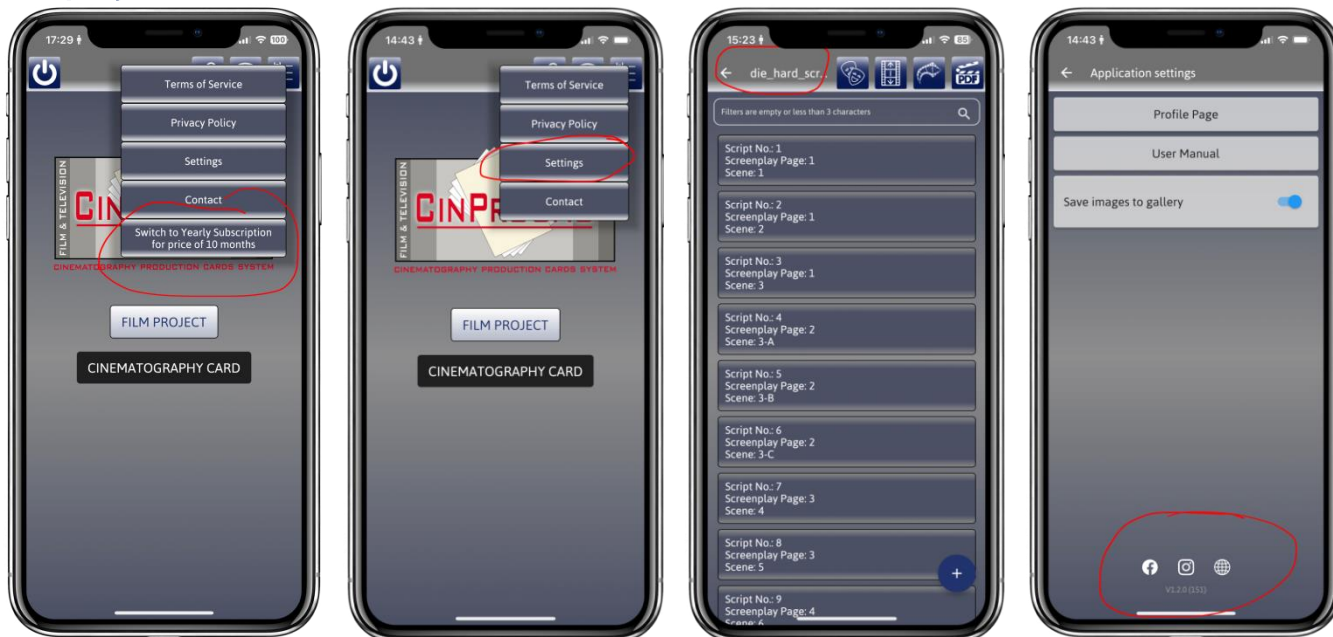 17:29
100
Terms of Service
Privacy Policy
Settings
Contact
Switch to Yearly Subscription
for price of 10 months
FILM & TELEVISION
CIN
CINEMATOGRAPHY PRODUCTION CARDS SYSTEM
FILM PROJECT
CINEMATOGRAPHY CARD
14:43
Terms of Service
Privacy Policy
Settings
Contact
FILM & TELEVISION
CINPR
CINEMATOGRAPHY PRODUCTION CARDS SYSTEM
FILM PROJECT
CINEMATOGRAPHY CARD
15:23
85
die_hard_scr...
PDF
Filters are empty or less than 3 characters
Script No.: 1
Screenplay Page: 1
Scene: 1
Script No.: 2
Screenplay Page: 1
Scene: 2
Script No.: 3
Screenplay Page: 1
Scene: 3
Script No.: 4
Screenplay Page: 2
Scene: 3-A
Script No.: 5
Screenplay Page: 2
Scene: 3-B
Script No.: 6
Screenplay Page: 2
Scene: 3-C
Script No.: 7
Screenplay Page: 3
Scene: 4
Script No.: 8
Screenplay Page: 3
Scene: 5
+
Script No.: 9
Screenplay Page: 4
Scene: 6
14:43
Application settings
Profile Page
User Manual
Save images to gallery
V1.2.0 (151)